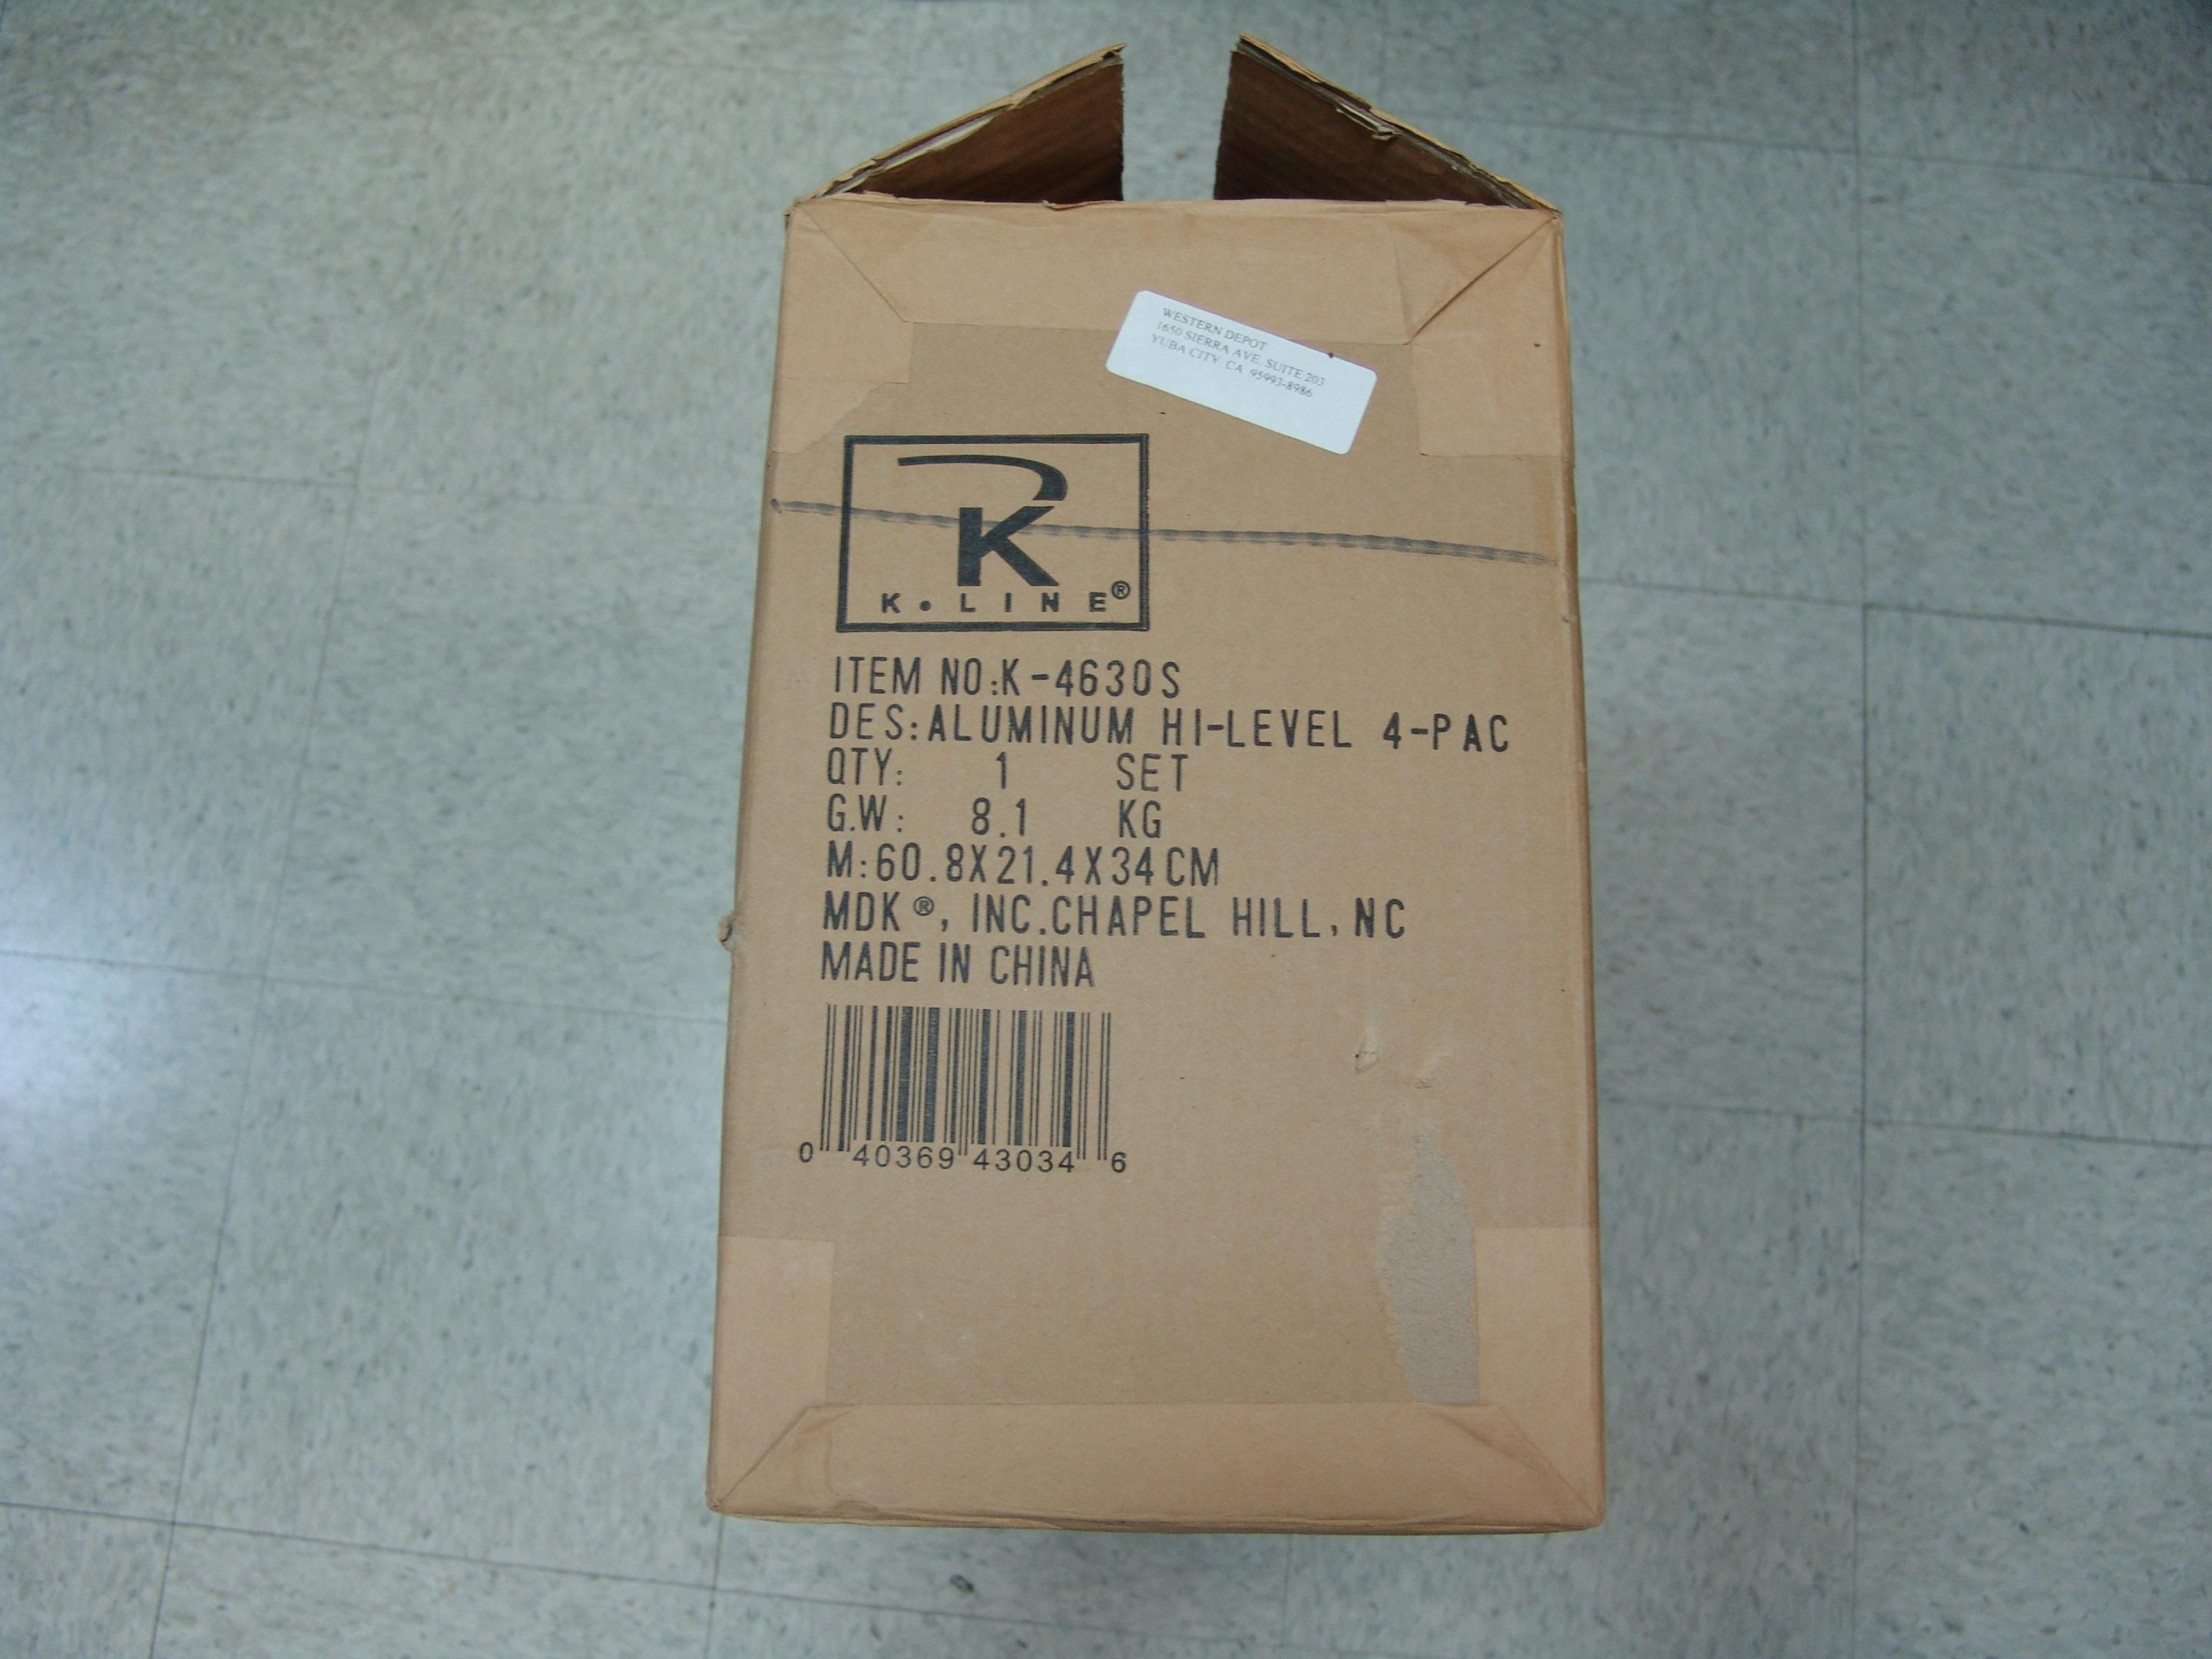 WESTERN DEPOT
1650 SIERRA AVE. SUITE 203
YUBA CITY CA 95993-8986
K
K•LINE®
ITEM NO:K-4630S
DES:ALUMINUM HI-LEVEL 4-PAC
QTY: 1 SET
G.W: 8.1 KG
M:60.8X21.4X34CM
MDK®, INC.CHAPEL HILL, NC
MADE IN CHINA
0 40369 43034 6